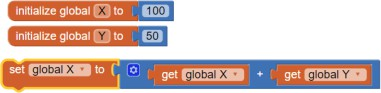 initialize global X to 100
initialize global Y to 50
set global X to get global X + get global Y